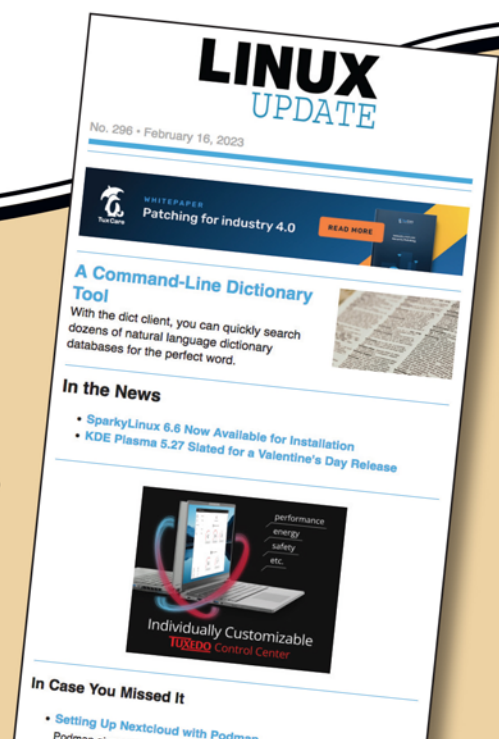 LINUX
UPDATE
No. 296 • February 16, 2023
TuxCare
WHITEPAPER
Patching for industry 4.0
READ MORE
A Command-Line Dictionary
Tool
With the dict client, you can quickly search
dozens of natural language dictionary
databases for the perfect word.
In the News
• SparkyLinux 6.6 Now Available for Installation
• KDE Plasma 5.27 Slated for a Valentine's Day Release
performance
energy
safety
etc.
Individually Customizable
TUXEDO Control Center
In Case You Missed It
• Setting Up Nextcloud with Podman